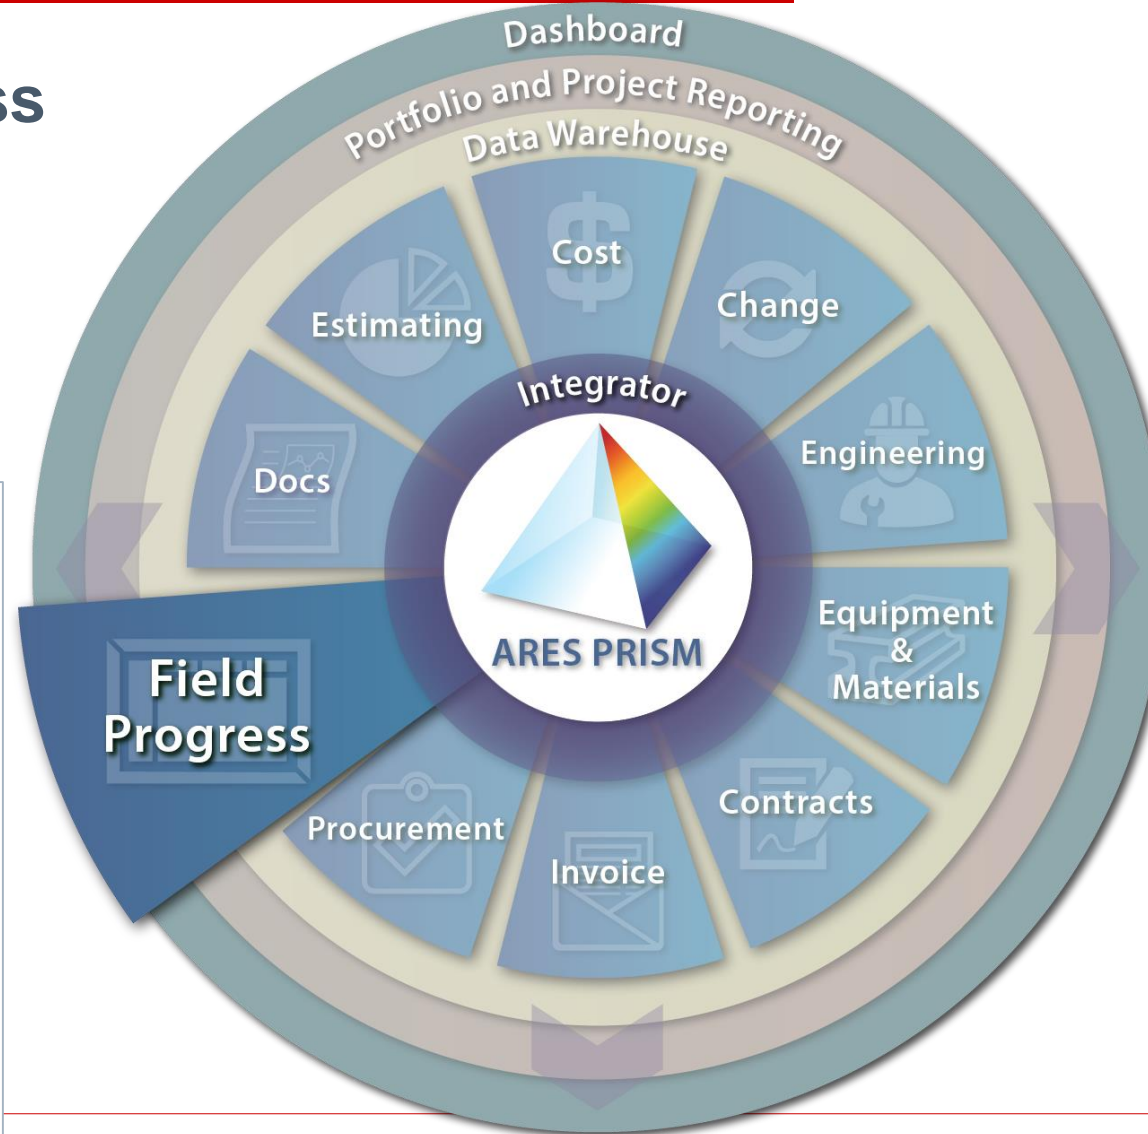 ss
Dashboard
Portfolio and Project Reporting
Data Warehouse
Cost
Change
Estimating
Integrator
Engineering
Docs
Equipment
&
Materials
ARES PRISM
Field
Progress
Contracts
Procurement
Invoice